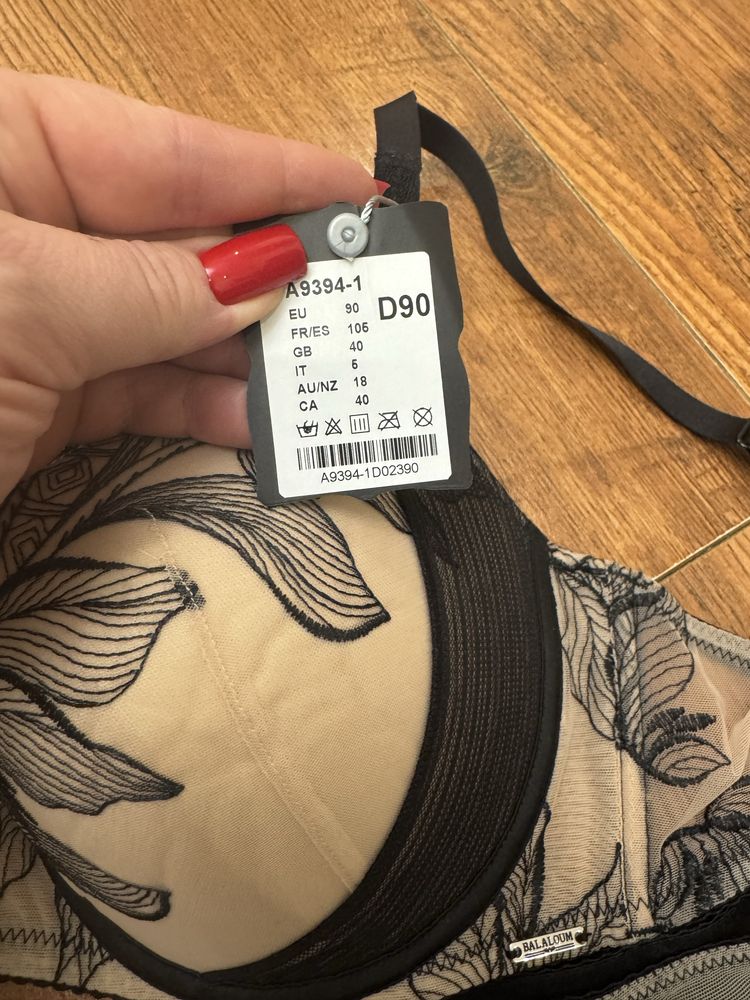 A9394-1
D90
EU 90
FR/ES 105
GB 40
IT 5
AU/NZ 18
CA 40
A9394-1D02390
BALALOUM